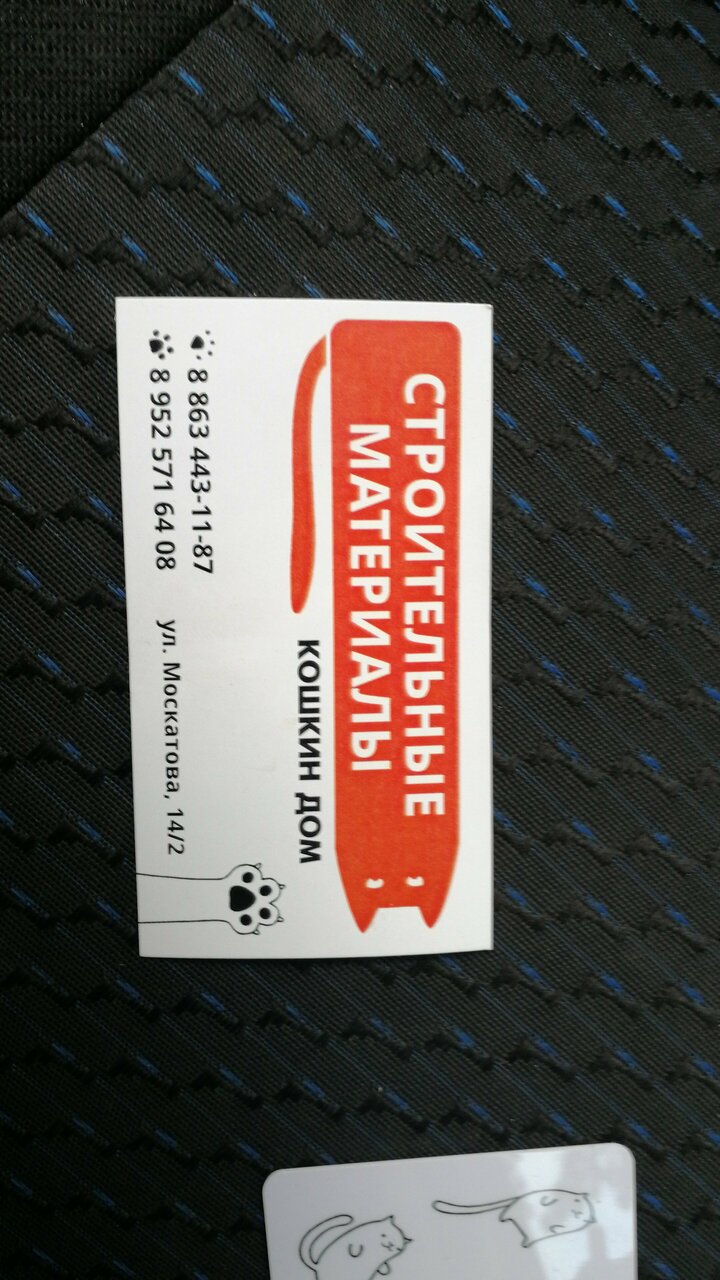 СТРОИТЕЛЬНЫЕ
МАТЕРИАЛЫ
КОШКИН ДОМ
8 863 443-11-87
8 952 571 64 08
ул. Москатова, 14/2